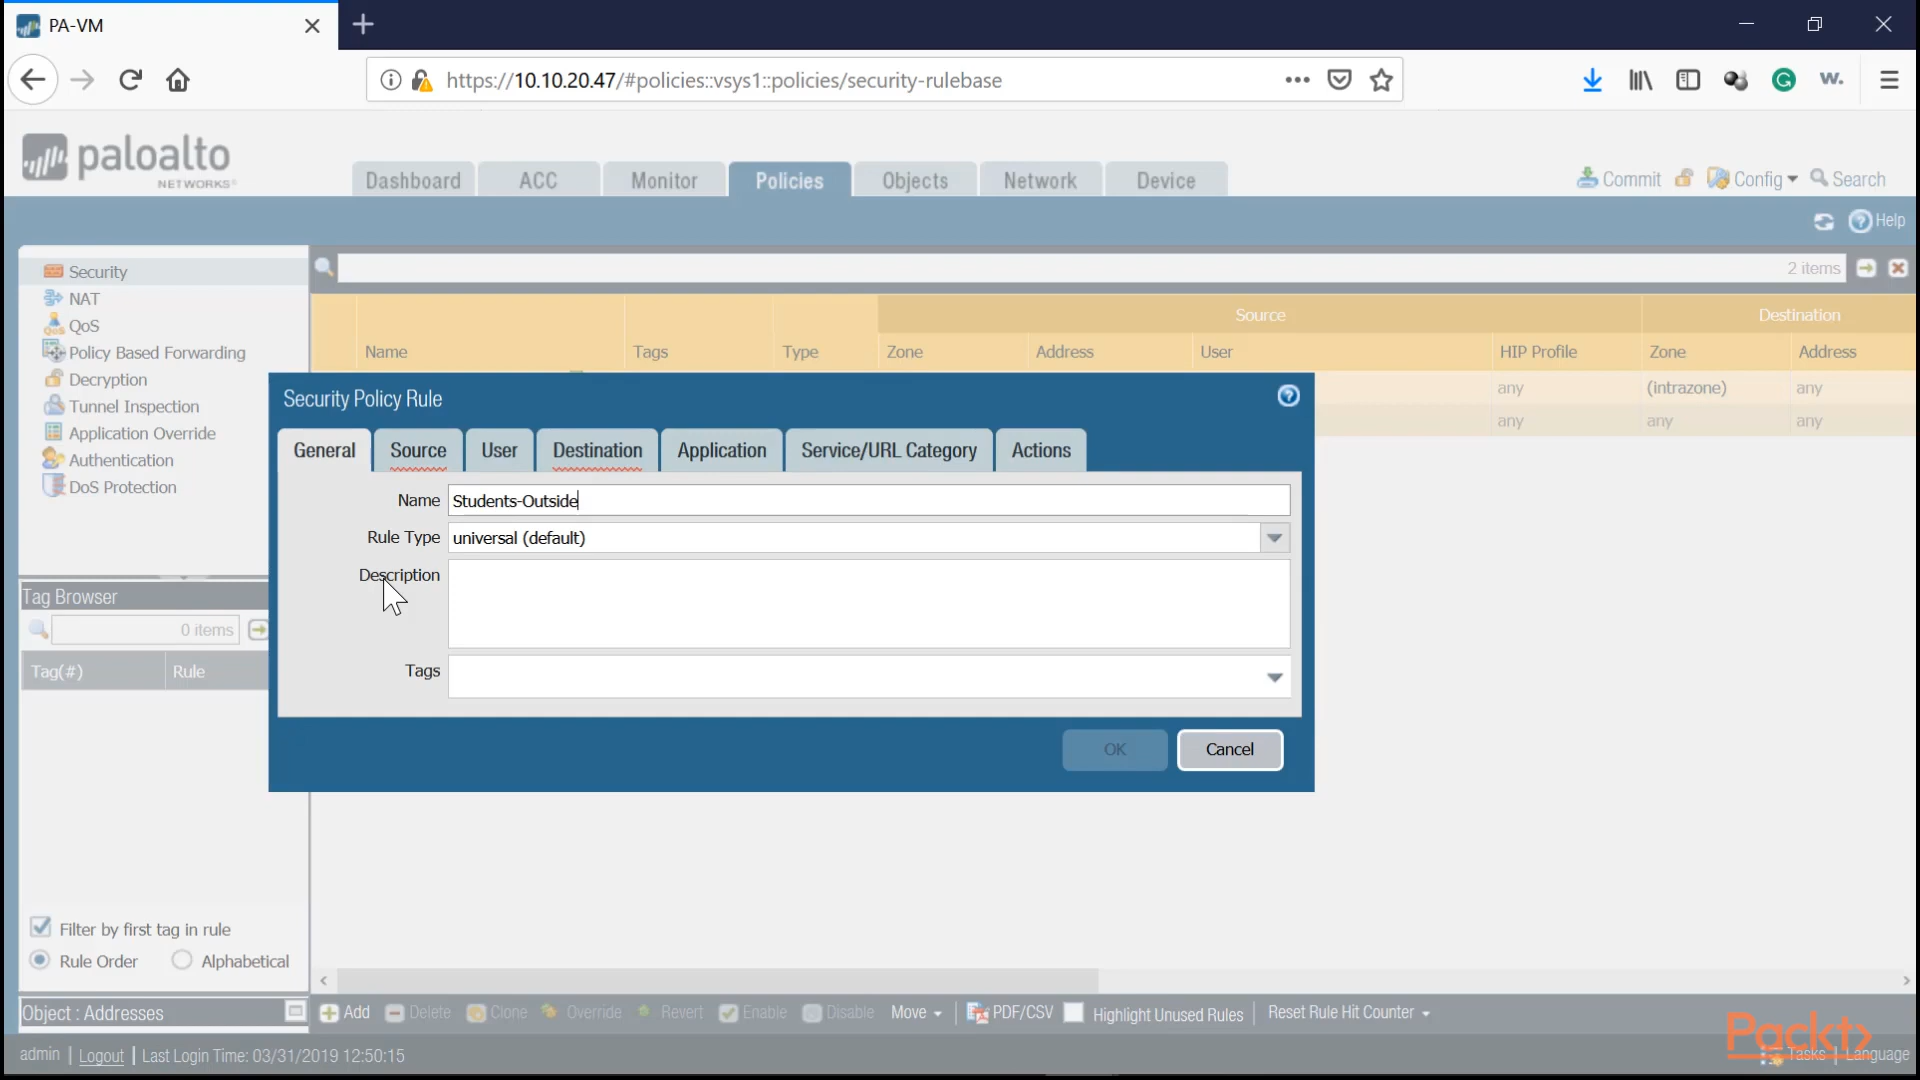 PA-VM
https://10.10.20.47/#policies::vsys1::policies/security-rulebase
w.
paloalto
NETWORKS
Dashboard ACC Monitor Policies Objects Network Device
Commit Config Search
Help
Security
NAT
QoS
Policy Based Forwarding
Decryption
Tunnel Inspection
Application Override
Authentication
DoS Protection
2 items
Source Destination
Name Tags Type Zone Address User HIP Profile Zone Address
any (intrazone) any
any any any
Security Policy Rule
General Source User Destination Application Service/URL Category Actions
Name Students-Outside
Rule Type universal (default)
Description
Tags
OK Cancel
Tag Browser
0 items
Tag(#) Rule
Filter by first tag in rule
Rule Order Alphabetical
Object : Addresses
Add Delete Clone Override Revert Enable Disable Move PDF/CSV Highlight Unused Rules Reset Rule Hit Counter
admin | Logout | Last Login Time: 03/31/2019 12:50:15
Tasks | Language
Packt>